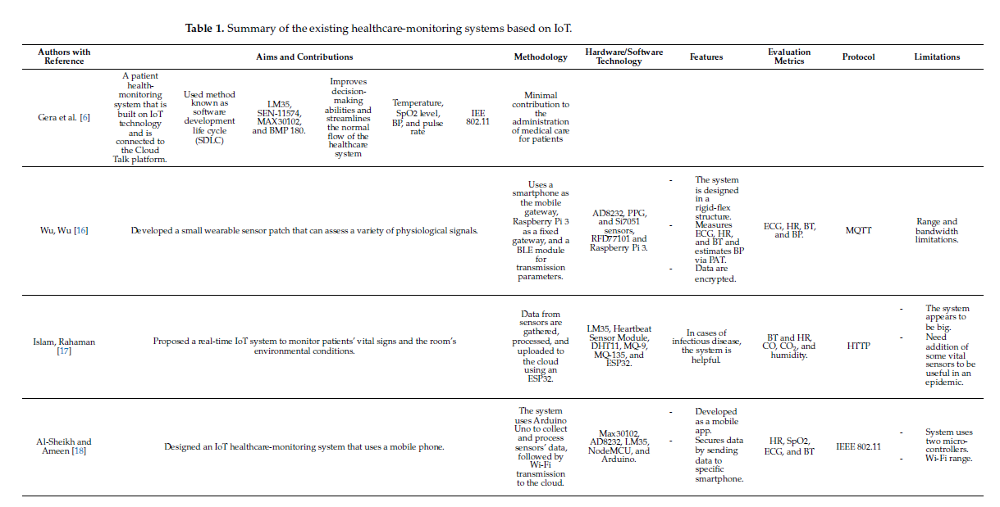 Table 1. Summary of the existing healthcare-monitoring systems based on IoT.
Authors with
Reference
Aims and Contributions
Methodology
Hardware/Software
Technology
Features
Evaluation
Metrics
Protocol
Limitations
Gera et al. [6]
A patient
health-
monitoring
system that is
built on IoT
technology
and is
connected to
the Cloud
Talk platform.
Used method
known as
software
development
life cycle
(SDLC)
LM35,
SEN-11574,
MAX30102,
and BMP 180.
Improves
decision-
making
abilities and
streamlines
the normal
flow of the
healthcare
system
Temperature,
SpO2 level,
BP, and pulse
rate
IEE
802.11
Minimal
contribution to
the
administration
of medical care
for patients
Wu, Wu [16]
Developed a small wearable sensor patch that can assess a variety of physiological signals.
Uses a
smartphone as
the mobile
gateway,
Raspberry Pi 3
as a fixed
gateway, and a
BLE module
for
transmission
parameters.
AD8232, PPG,
and Si7051
sensors,
RFD77101 and
Raspberry Pi 3.
- The system
is designed
in a
rigid-flex
structure.
- Measures
ECG, HR,
and BT and
estimates BP
via PAT.
- Data are
encrypted.
ECG, HR, BT,
and BP.
MQTT
Range and
bandwidth
limitations.
Islam, Rahaman
[17]
Proposed a real-time IoT system to monitor patients' vital signs and the room's
environmental conditions.
Data from
sensors are
gathered,
processed, and
uploaded to
the cloud
using an
ESP32.
LM35, Heartbeat
Sensor Module,
DHT11, MQ-9,
MQ-135, and
ESP32.
In cases of
infectious disease,
the system is
helpful.
BT and HR,
CO, CO2, and
humidity.
HTTP
- The system
appears to
be big.
- Need
addition of
some vital
sensors to be
useful in an
epidemic.
Al-Sheikh and
Ameen [18]
Designed an IoT healthcare-monitoring system that uses a mobile phone.
The system
uses Arduino
Uno to collect
and process
sensors' data,
followed by
Wi-Fi
transmission
to the cloud.
Max30102,
AD8232, LM35,
NodeMCU, and
Arduino.
- Developed
as a mobile
app.
- Secures data
by sending
data to
specific
smartphone.
HR, SpO2,
ECG, and BT
IEEE 802.11
- System uses
two micro-
controllers.
- Wi-Fi range.